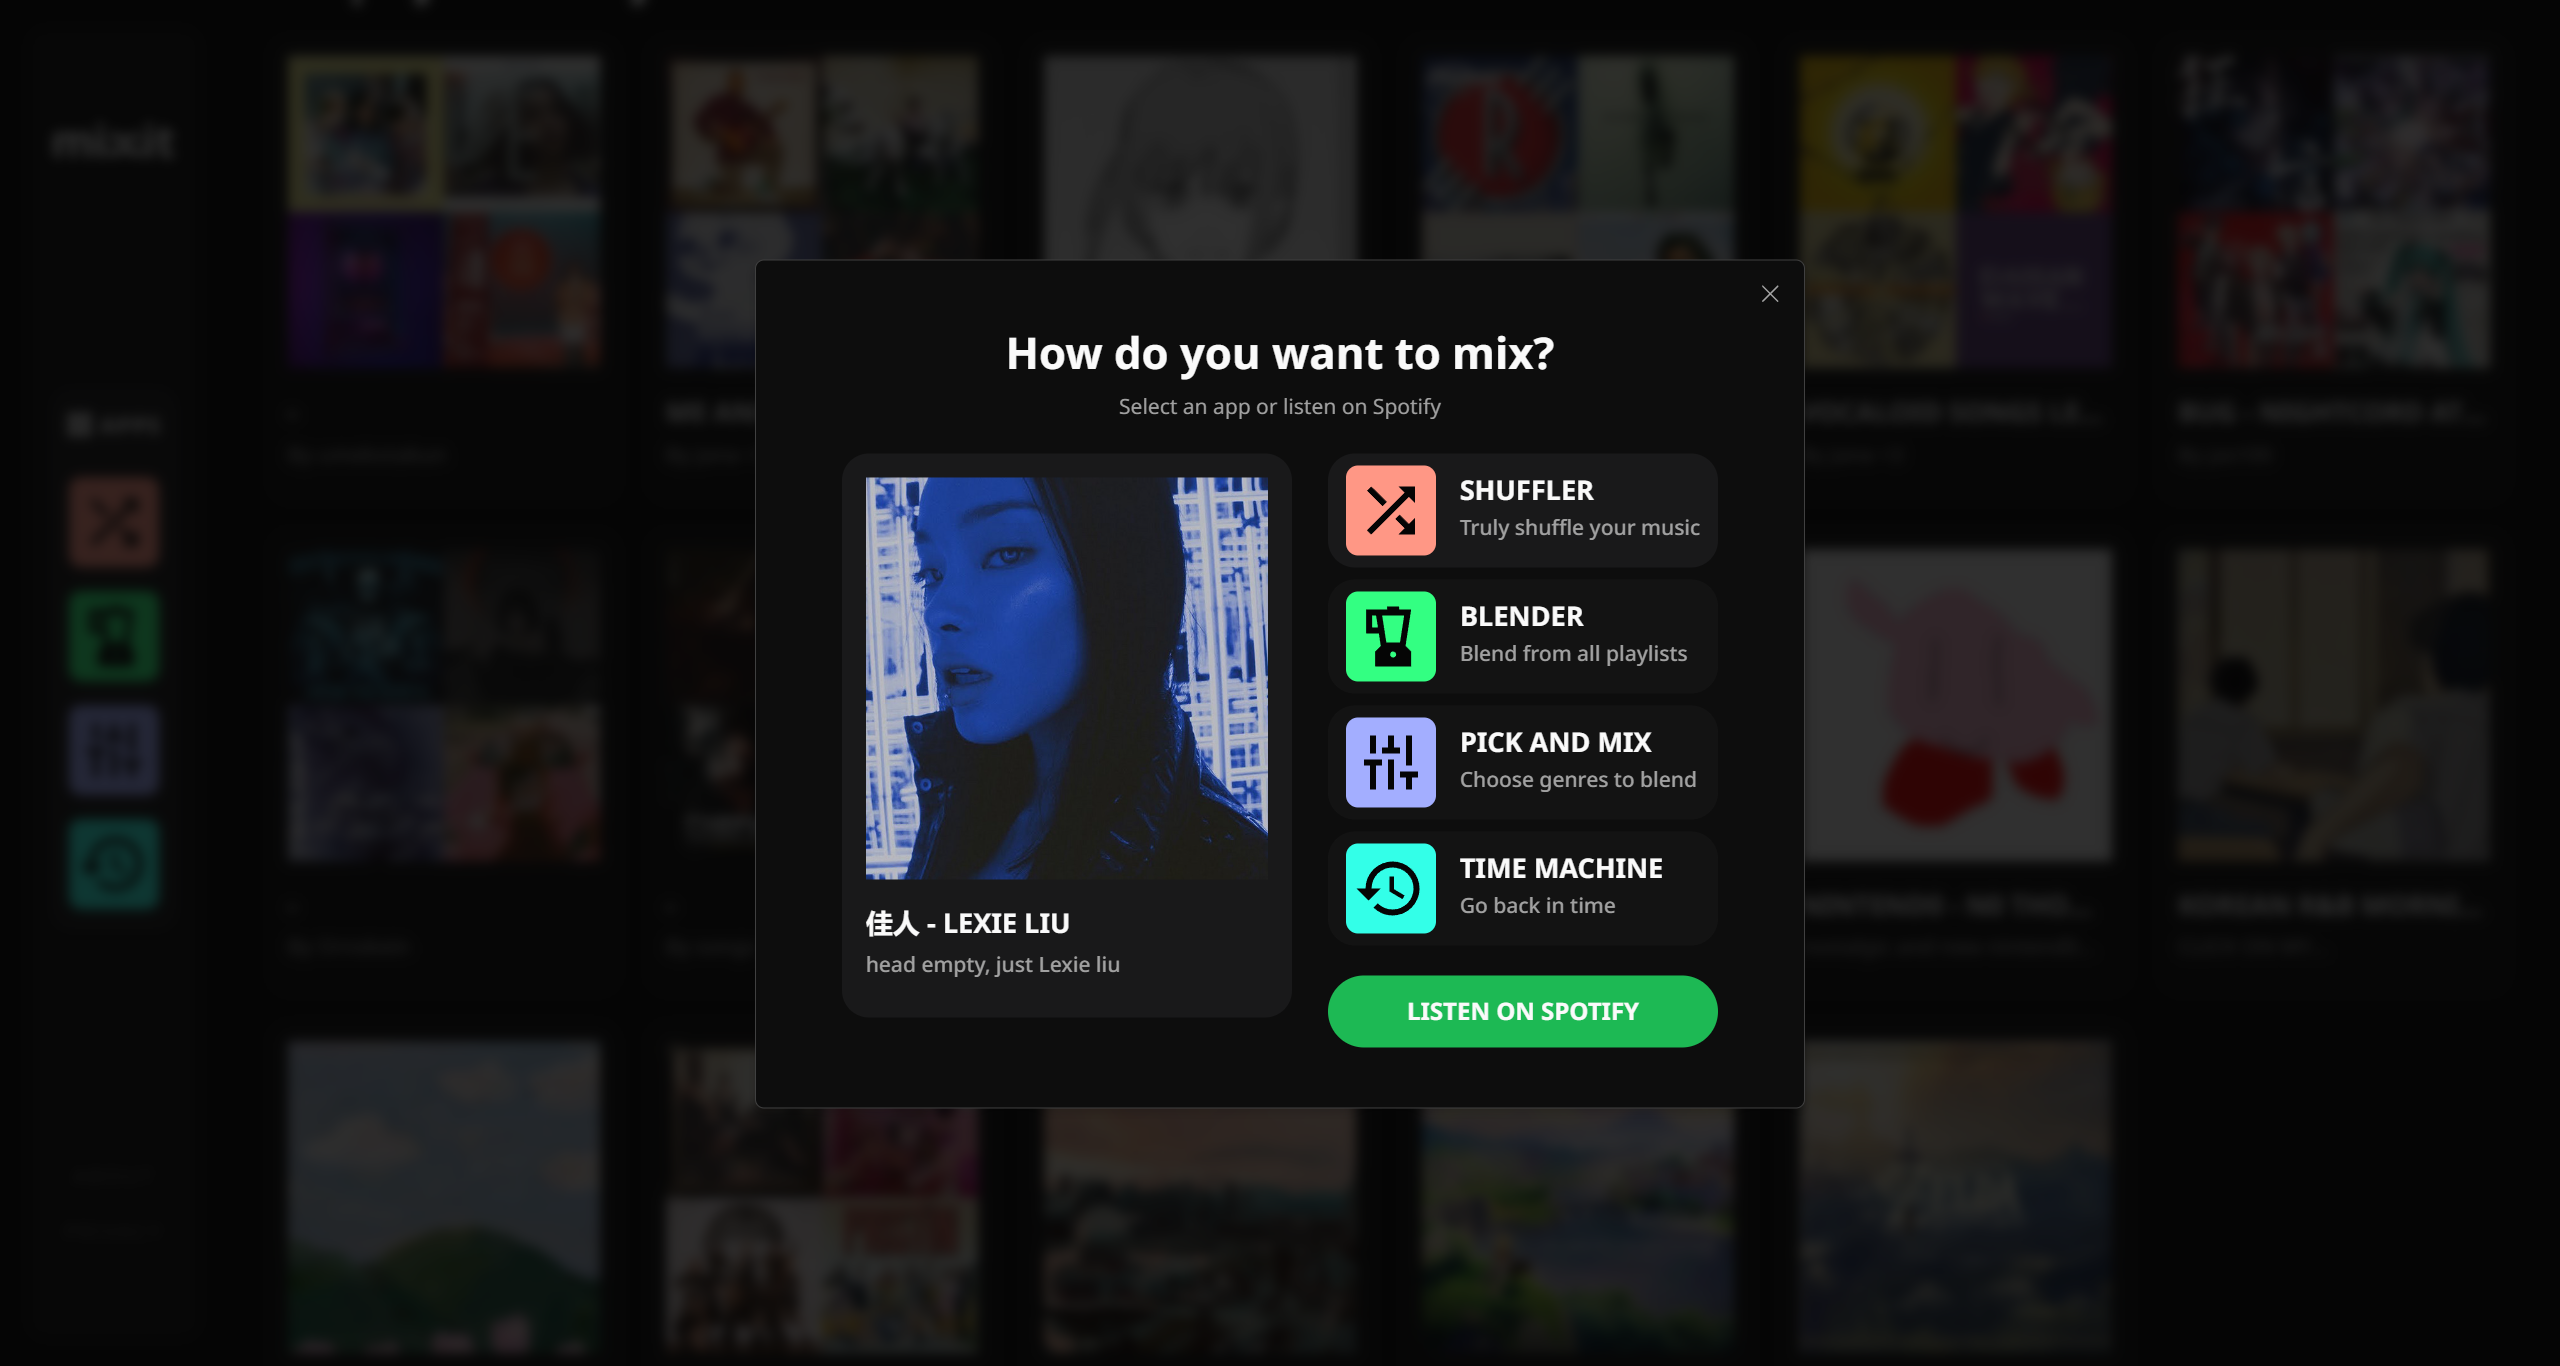 mixit
APPS
How do you want to mix?
Select an app or listen on Spotify
佳人 - LEXIE LIU
head empty, just Lexie liu
SHUFFLER
Truly shuffle your music
BLENDER
Blend from all playlists
PICK AND MIX
Choose genres to blend
TIME MACHINE
Go back in time
LISTEN ON SPOTIFY